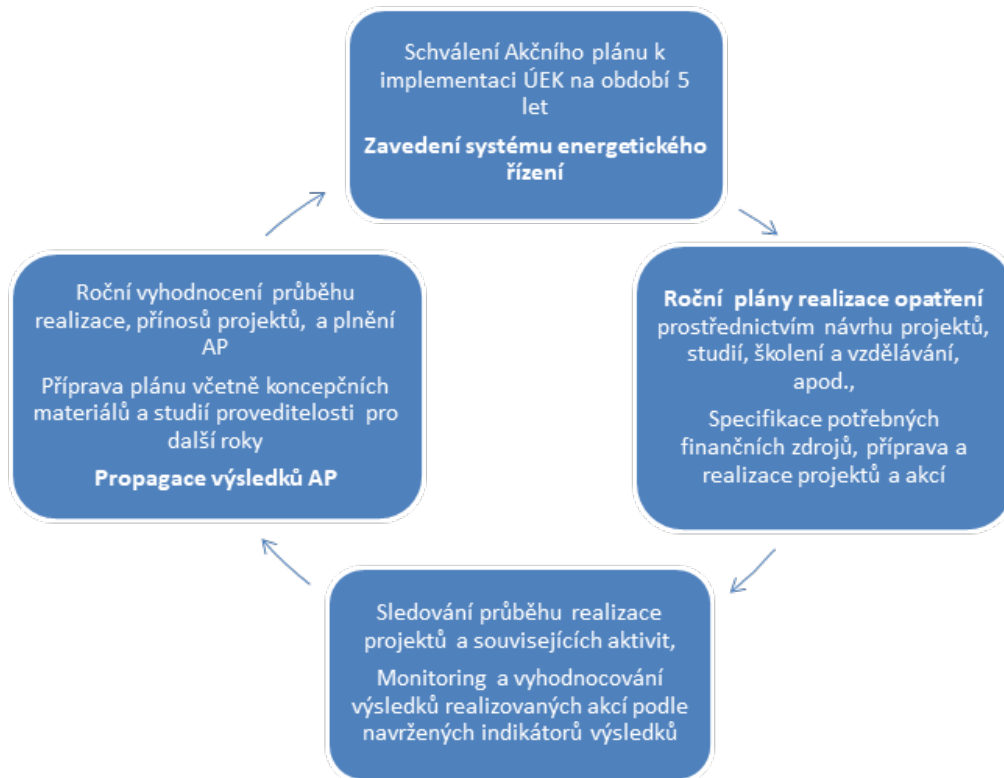 Schválení Akčního plánu k
implementaci ÚEK na období 5
let
Zavedení systému energetického
řízení
Roční plány realizace opatření
prostřednictvím návrhu projektů,
studií, školení a vzdělávání,
apod.,
Specifikace potřebných
finančních zdrojů, příprava a
realizace projektů a akcí
Sledování průběhu realizace
projektů a souvisejících aktivit,
Monitoring a vyhodnocování
výsledků realizovaných akcí podle
navržených indikátorů výsledků
Roční vyhodnocení průběhu
realizace, přínosů projektů, a plnění
AP
Příprava plánu včetně koncepčních
materiálů a studií proveditelosti pro
další roky
Propagace výsledků AP